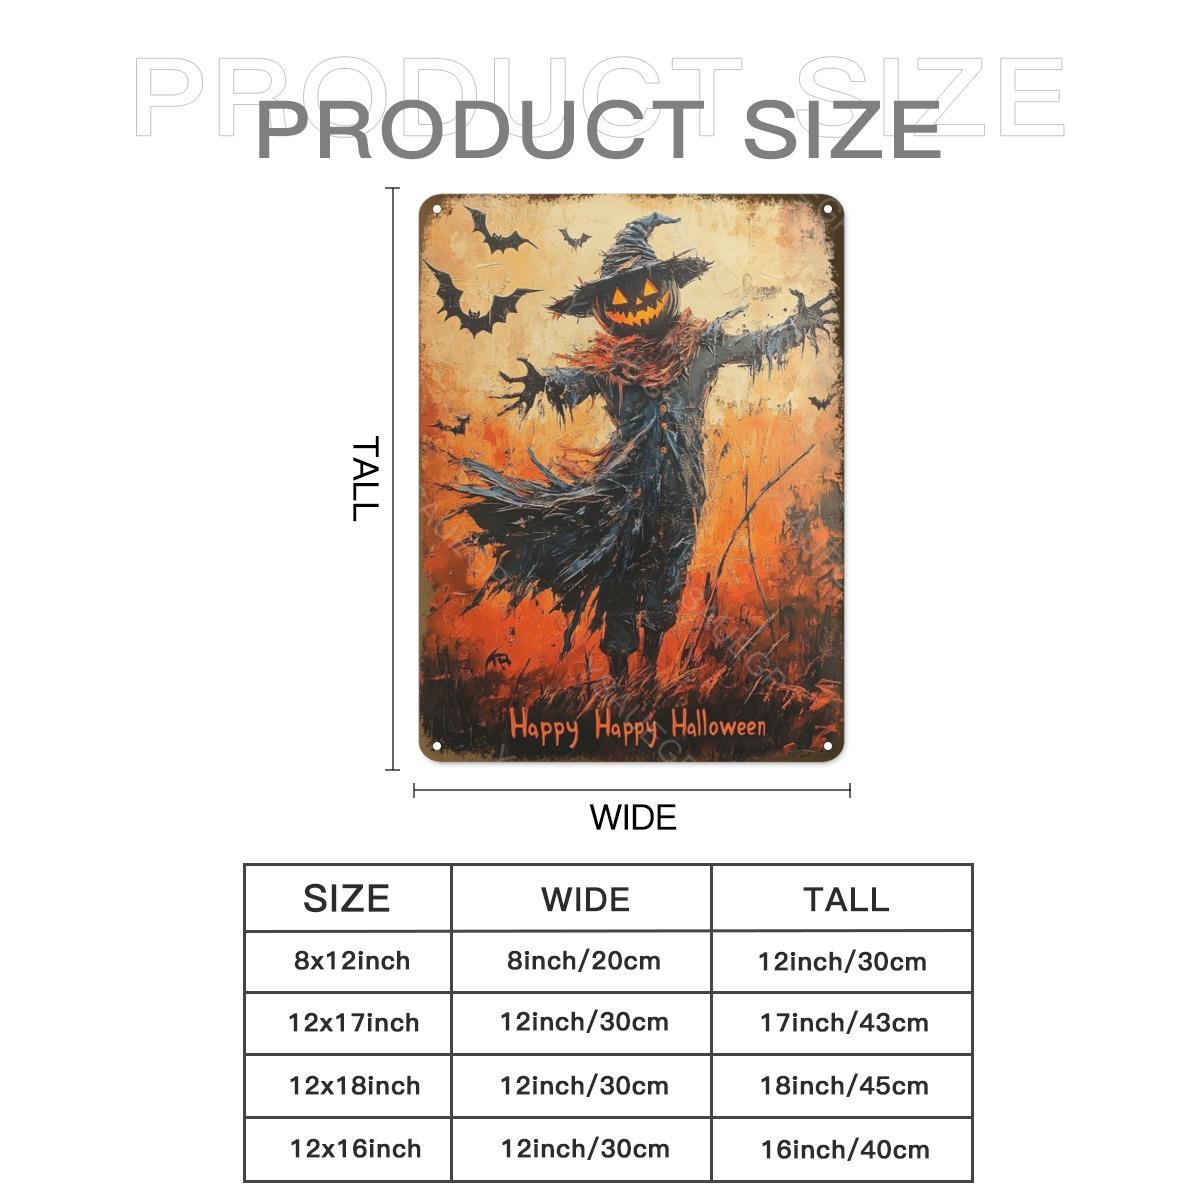 PRODUCT SIZE
PRODUCT SIZE
TALL
Happy Happy Halloween
WIDE
SIZE WIDE TALL
8x12inch 8inch/20cm 12inch/30cm
12x17inch 12inch/30cm 17inch/43cm
12x18inch 12inch/30cm 18inch/45cm
12x16inch 12inch/30cm 16inch/40cm